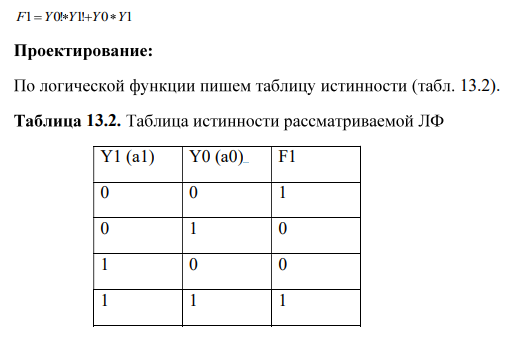 F1 = Y0!*Y1!+Y0*Y1
Проектирование:
По логической функции пишем таблицу истинности (табл. 13.2).
Таблица 13.2. Таблица истинности рассматриваемой ЛФ
Y1 (a1) Y0 (a0) F1
0 0 1
0 1 0
1 0 0
1 1 1